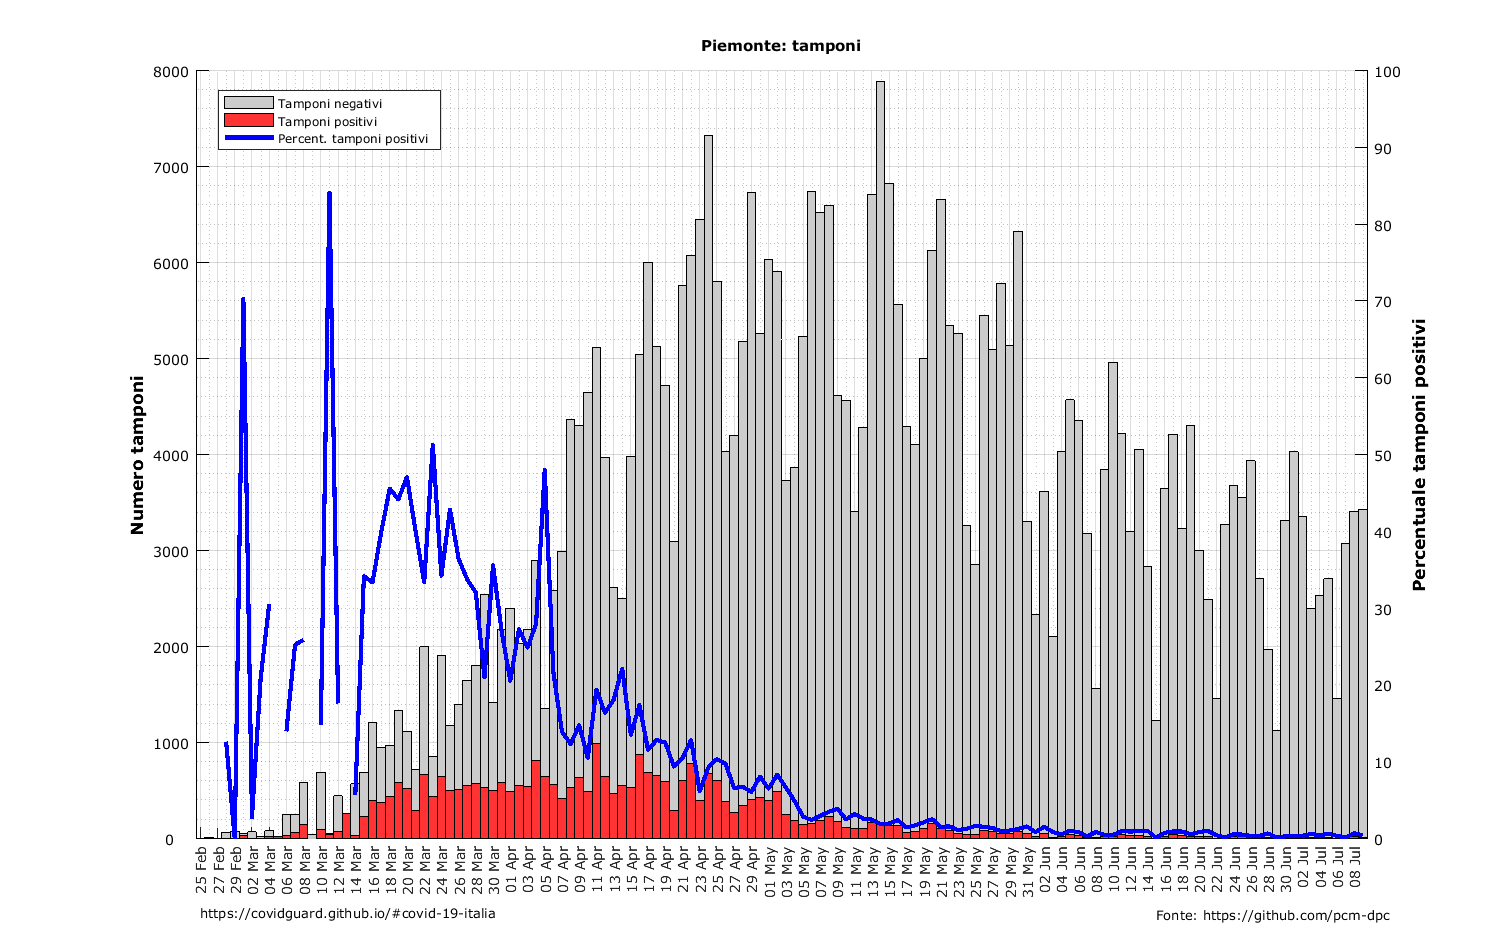 Piemonte: tamponi
Tamponi negativi
Tamponi positivi
Percent. tamponi positivi
Numero tamponi
8000
7000
6000
5000
4000
3000
2000
1000
0
Percentuale tamponi positivi
100
90
80
70
60
50
40
30
20
10
0
25 Feb
27 Feb
29 Feb
02 Mar
04 Mar
06 Mar
08 Mar
10 Mar
12 Mar
14 Mar
16 Mar
18 Mar
20 Mar
22 Mar
24 Mar
26 Mar
28 Mar
30 Mar
01 Apr
03 Apr
05 Apr
07 Apr
09 Apr
11 Apr
13 Apr
15 Apr
17 Apr
19 Apr
21 Apr
23 Apr
25 Apr
27 Apr
29 Apr
01 May
03 May
05 May
07 May
09 May
11 May
13 May
15 May
17 May
19 May
21 May
23 May
25 May
27 May
29 May
31 May
02 Jun
04 Jun
06 Jun
08 Jun
10 Jun
12 Jun
14 Jun
16 Jun
18 Jun
20 Jun
22 Jun
24 Jun
26 Jun
28 Jun
30 Jun
02 Jul
04 Jul
06 Jul
08 Jul
https://covidguard.github.io/#covid-19-italia
Fonte: https://github.com/pcm-dpc